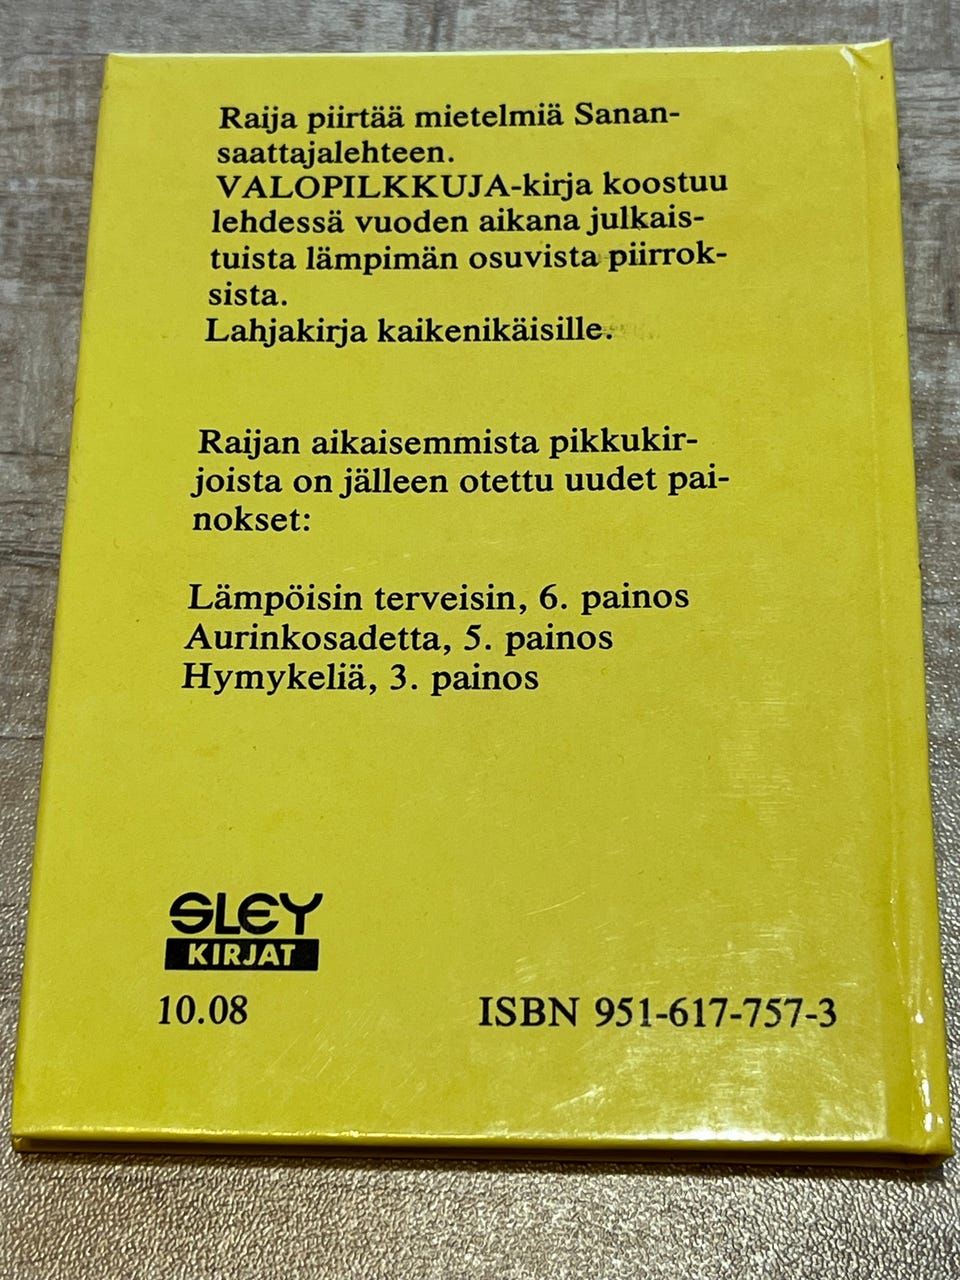 Raija piirtää mietelmiä Sanan-
saattajalehteen.
VALOPILKKUJA-kirja koostuu
lehdessä vuoden aikana julkais-
tuista lämpimän osuvista piirrok-
sista.
Lahjakirja kaikenikäisille.
Raijan aikaisemmista pikkukir-
joista on jälleen otettu uudet pai-
nokset:
Lämpöisin terveisin, 6. painos
Aurinkosadetta, 5. painos
Hymykeliä, 3. painos
SLEY
KIRJAT
10.08
ISBN 951-617-757-3